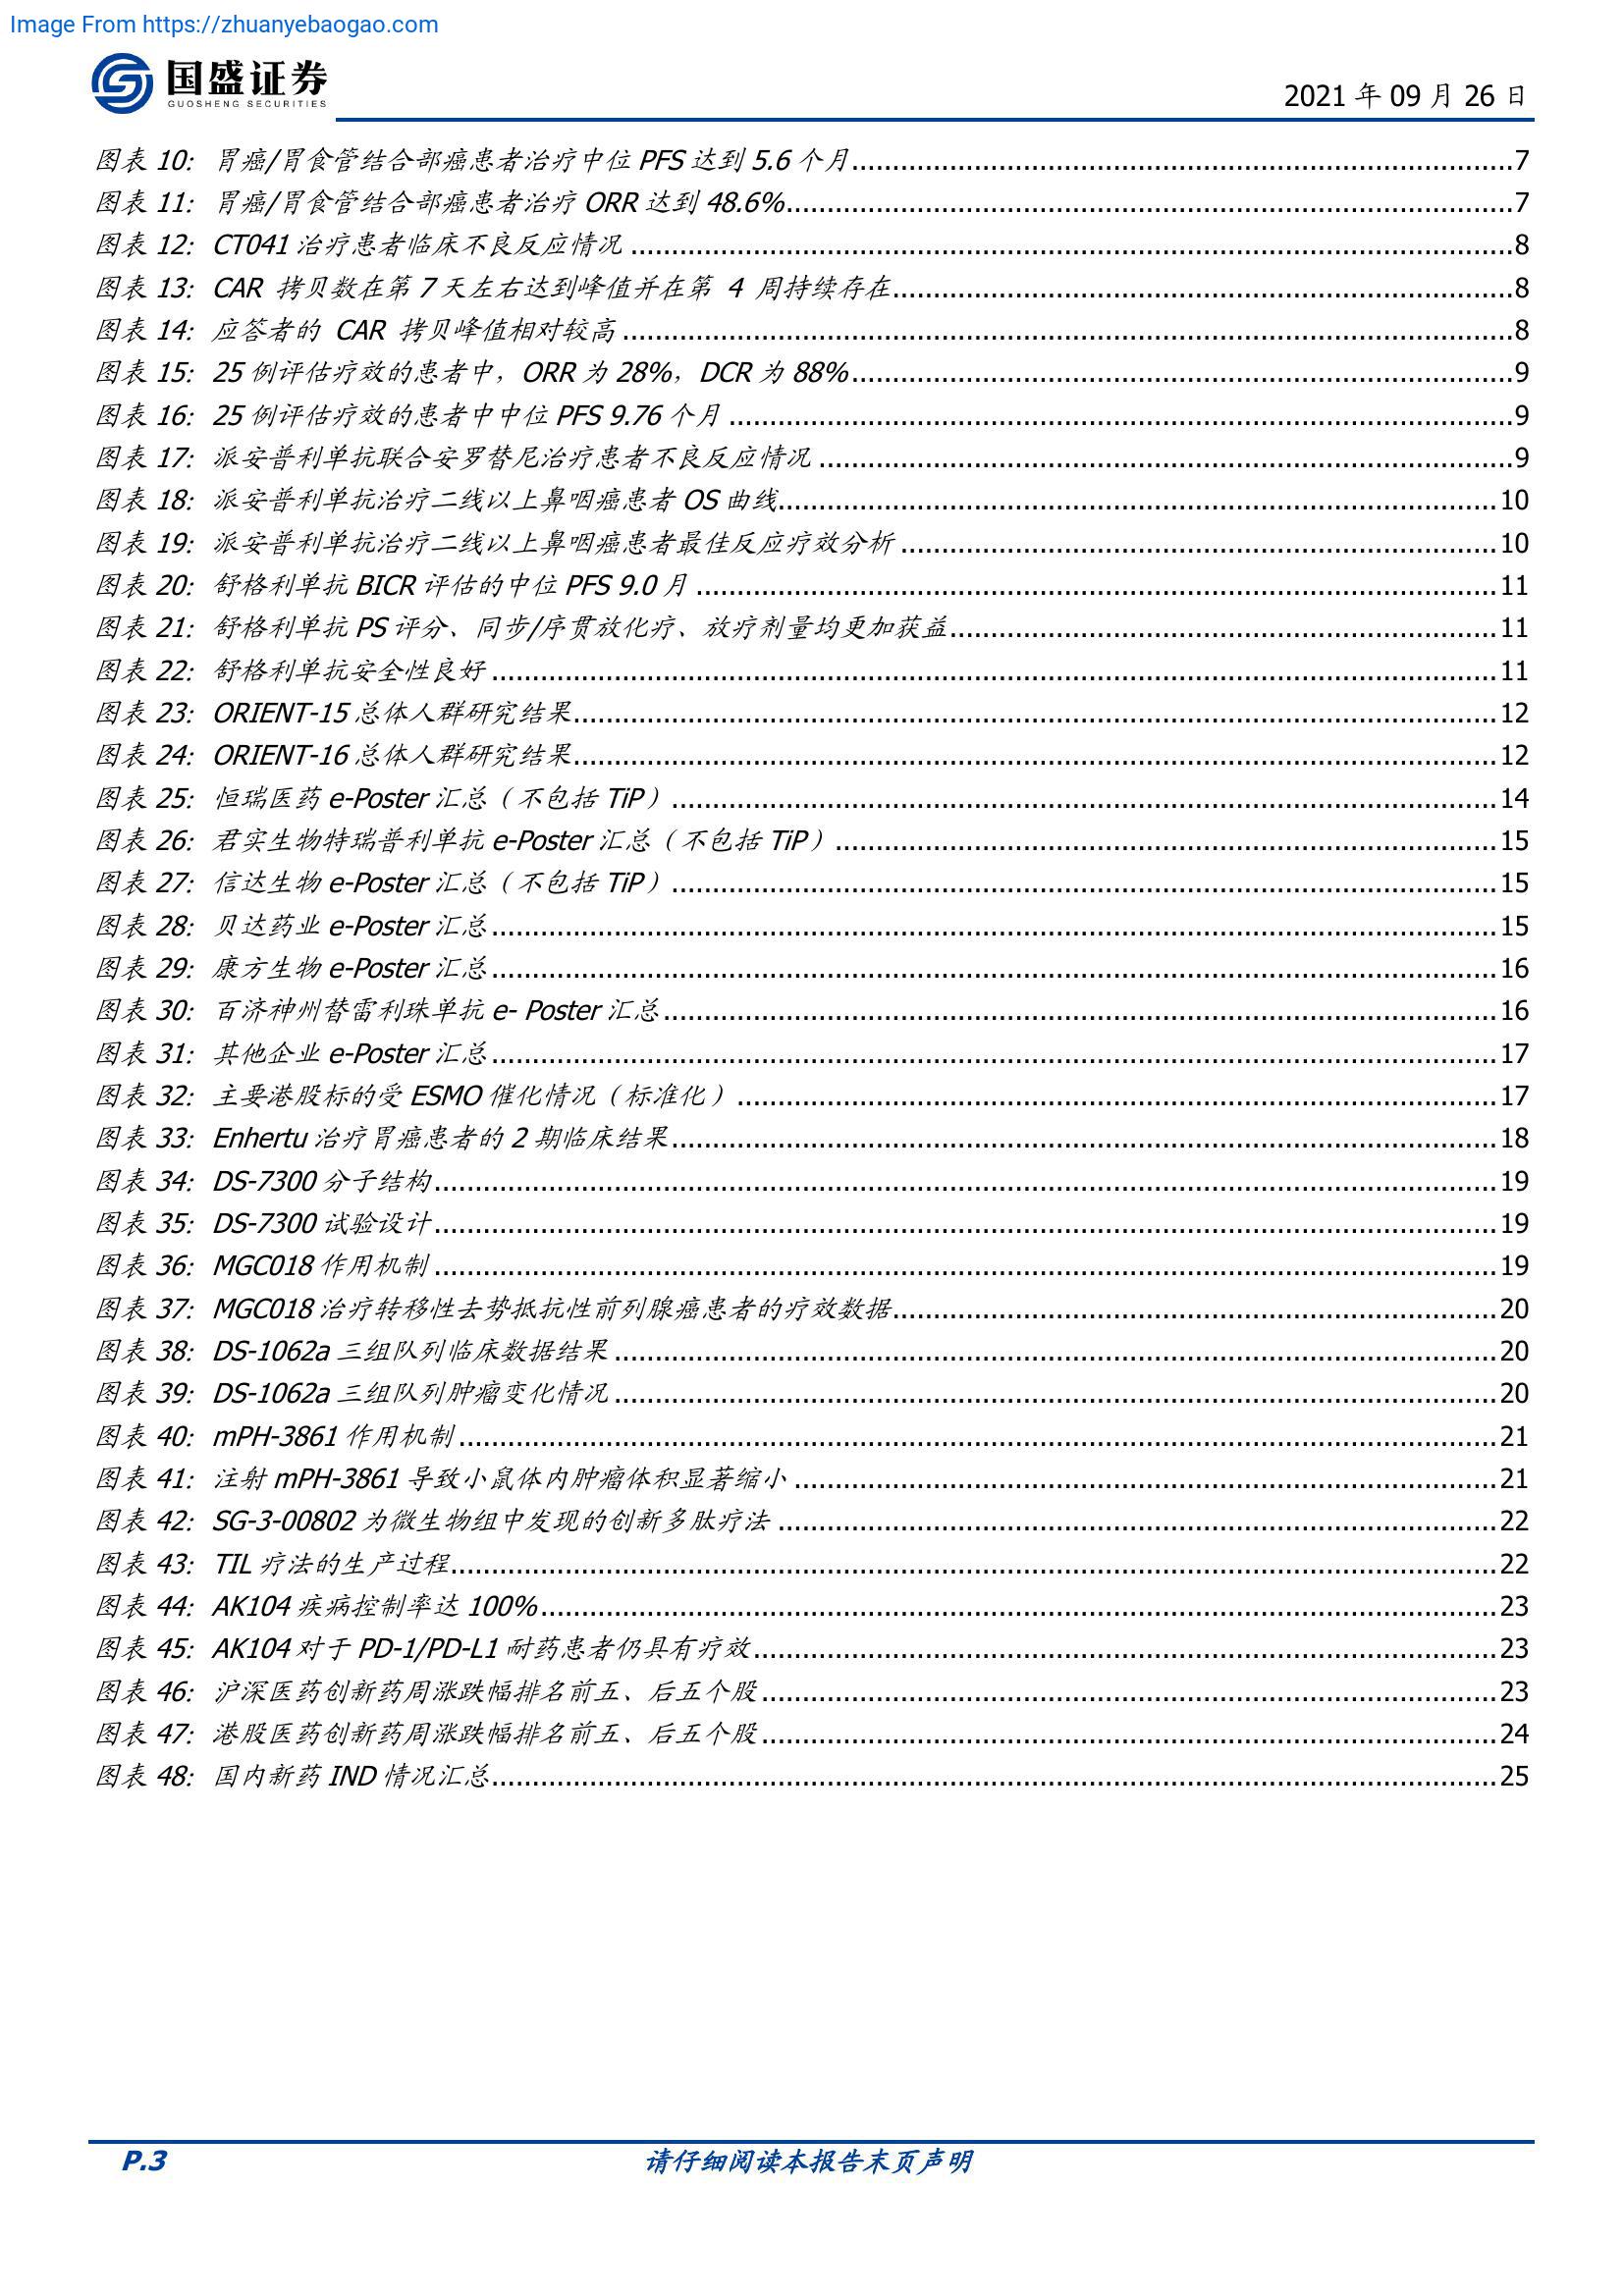 Image From https://zhuanyebaogao.com
国盛证券
GUOSHENG SECURITIES
2021 年 09 月 26 日
图表 10: 胃癌/胃食管结合部癌患者治疗中位 PFS 达到 5.6 个月......7
图表 11: 胃癌/胃食管结合部癌患者治疗 ORR 达到 48.6%......7
图表 12: CT041 治疗患者临床不良反应情况......8
图表 13: CAR 拷贝数在第 7 天左右达到峰值并在第 4 周持续存在......8
图表 14: 应答者的 CAR 拷贝峰值相对较高......8
图表 15: 25 例评估疗效的患者中，ORR 为 28%，DCR 为 88%......9
图表 16: 25 例评估疗效的患者中中位 PFS 9.76 个月......9
图表 17: 派安普利单抗联合安罗替尼治疗患者不良反应情况......9
图表 18: 派安普利单抗治疗二线以上鼻咽癌患者 OS 曲线......10
图表 19: 派安普利单抗治疗二线以上鼻咽癌患者最佳反应疗效分析......10
图表 20: 舒格利单抗 BICR 评估的中位 PFS 9.0 月......11
图表 21: 舒格利单抗 PS 评分、同步/序贯放化疗、放疗剂量均更加获益......11
图表 22: 舒格利单抗安全性良好......11
图表 23: ORIENT-15 总体人群研究结果......12
图表 24: ORIENT-16 总体人群研究结果......12
图表 25: 恒瑞医药 e-Poster 汇总（不包括 TiP）......14
图表 26: 君实生物特瑞普利单抗 e-Poster 汇总（不包括 TiP）......15
图表 27: 信达生物 e-Poster 汇总（不包括 TiP）......15
图表 28: 贝达药业 e-Poster 汇总......15
图表 29: 康方生物 e-Poster 汇总......16
图表 30: 百济神州替雷利珠单抗 e- Poster 汇总......16
图表 31: 其他企业 e-Poster 汇总......17
图表 32: 主要港股标的受 ESMO 催化情况（标准化）......17
图表 33: Enhertu 治疗胃癌患者的 2 期临床结果......18
图表 34: DS-7300 分子结构......19
图表 35: DS-7300 试验设计......19
图表 36: MGC018 作用机制......19
图表 37: MGC018 治疗转移性去势抵抗性前列腺癌患者的疗效数据......20
图表 38: DS-1062a 三组队列临床数据结果......20
图表 39: DS-1062a 三组队列肿瘤变化情况......20
图表 40: mPH-3861 作用机制......21
图表 41: 注射 mPH-3861 导致小鼠体内肿瘤体积显著缩小......21
图表 42: SG-3-00802 为微生物组中发现的创新多肽疗法......22
图表 43: TIL 疗法的生产过程......22
图表 44: AK104 疾病控制率达 100%......23
图表 45: AK104 对于 PD-1/PD-L1 耐药患者仍具有疗效......23
图表 46: 沪深医药创新药周涨跌幅排名前五、后五个股......23
图表 47: 港股医药创新药周涨跌幅排名前五、后五个股......24
图表 48: 国内新药 IND 情况汇总......25
P.3
请仔细阅读本报告末页声明